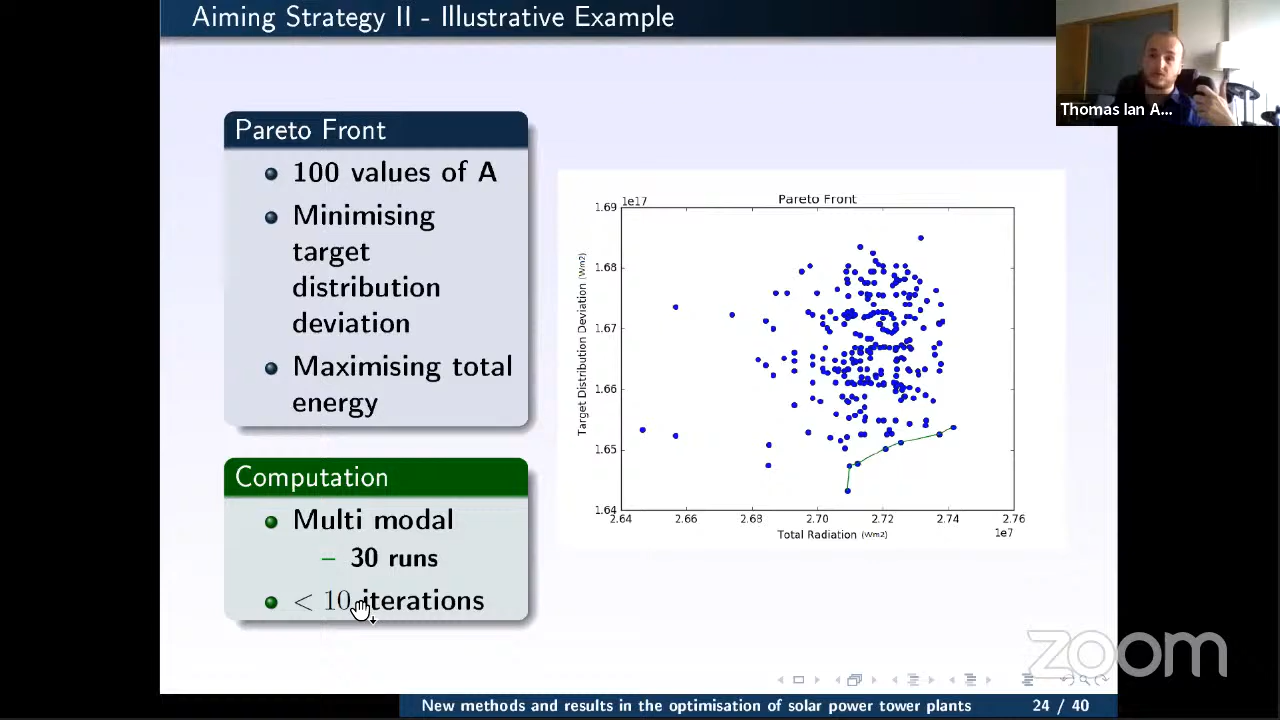 Aiming Strategy II - Illustrative Example
Thomas Ian A...
Pareto Front
100 values of A
Minimising
target
distribution
deviation
Maximising total
energy
Computation
Multi modal
– 30 runs
< 10 iterations
Pareto Front
1e17
1.69
1.68
1.67
1.66
1.65
1.64
Target Distribution Deviation (W/m2)
2.64 2.66 2.68 2.70 2.72 2.74 2.76
1e7
Total Radiation (W/m2)
zoom
New methods and results in the optimisation of solar power tower plants
24 / 40